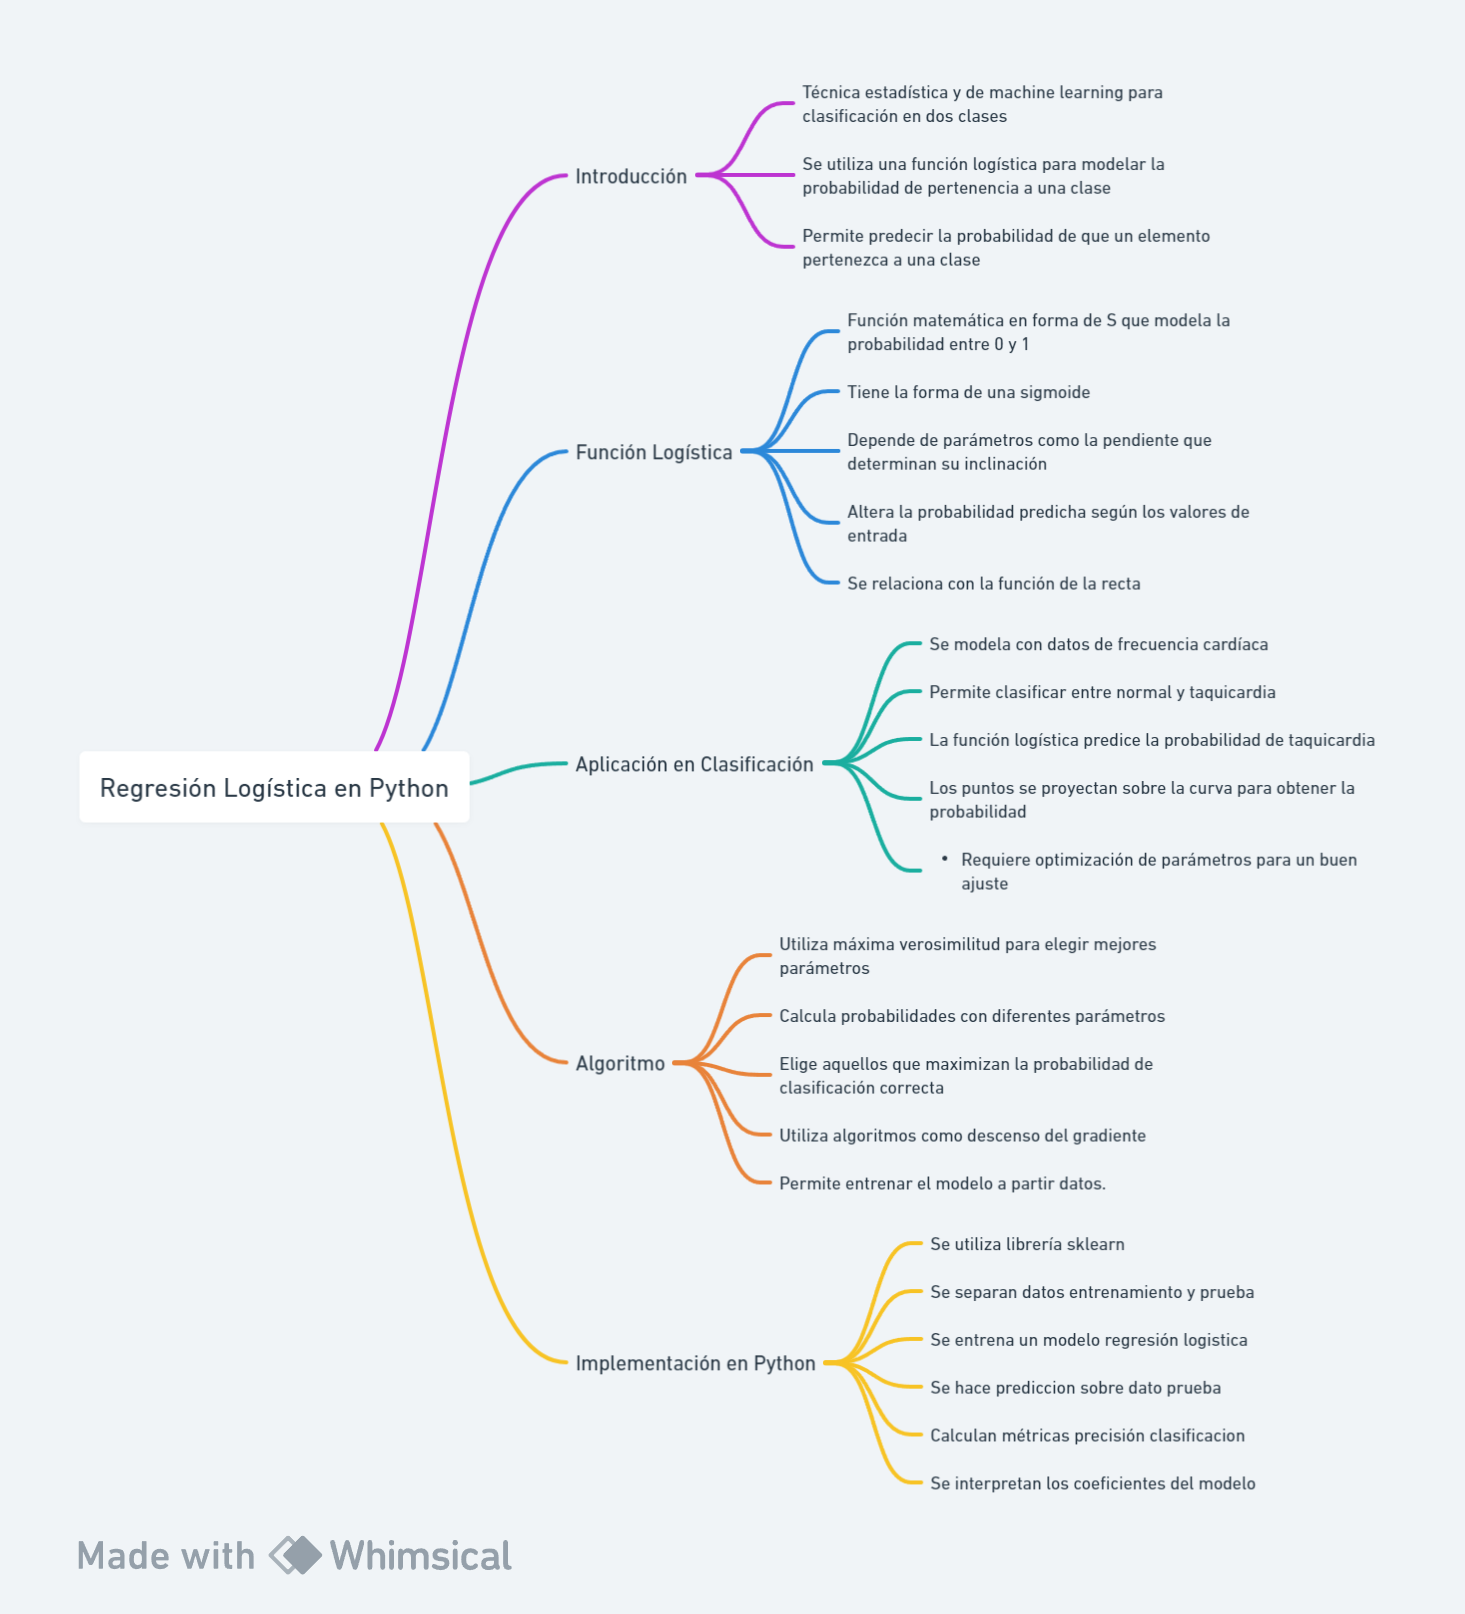 Técnica estadística y de machine learning para
clasificación en dos clases
Introducción
Se utiliza una función logística para modelar la
probabilidad de pertenencia a una clase
Permite predecir la probabilidad de que un elemento
pertenezca a una clase
Función matemática en forma de S que modela la
probabilidad entre 0 y 1
Tiene la forma de una sigmoide
Función Logística
Depende de parámetros como la pendiente que
determinan su inclinación
Altera la probabilidad predicha según los valores de
entrada
Se relaciona con la función de la recta
Se modela con datos de frecuencia cardíaca
Permite clasificar entre normal y taquicardia
La función logística predice la probabilidad de taquicardia
Aplicación en Clasificación
Regresión Logística en Python
Los puntos se proyectan sobre la curva para obtener la
probabilidad
• Requiere optimización de parámetros para un buen
ajuste
Utiliza máxima verosimilitud para elegir mejores
parámetros
Calcula probabilidades con diferentes parámetros
Algoritmo
Elige aquellos que maximizan la probabilidad de
clasificación correcta
Utiliza algoritmos como descenso del gradiente
Permite entrenar el modelo a partir datos.
Se utiliza librería sklearn
Se separan datos entrenamiento y prueba
Se entrena un modelo regresión logistica
Implementación en Python
Se hace prediccion sobre dato prueba
Calculan métricas precisión clasificacion
Se interpretan los coeficientes del modelo
Made with Whimsical